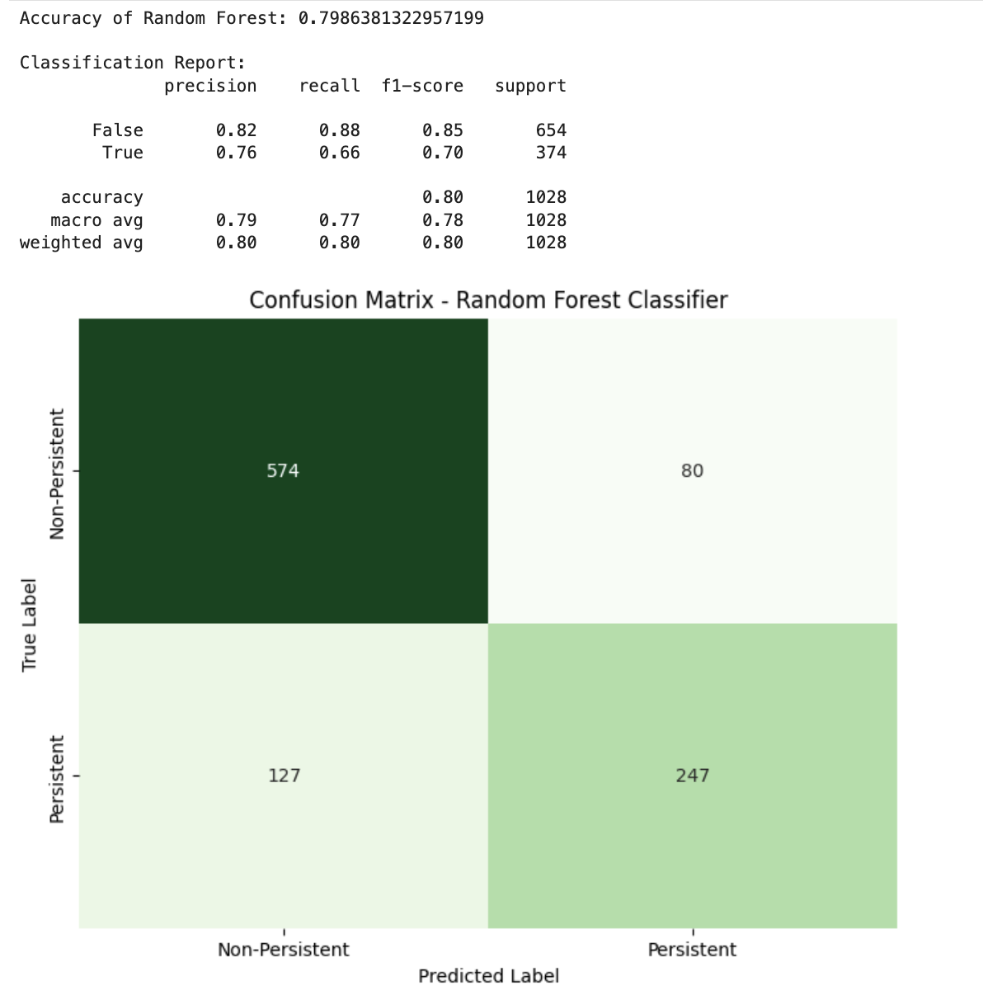 Accuracy of Random Forest: 0.7986381322957199
Classification Report:
precision recall f1-score support
False 0.82 0.88 0.85 654
True 0.76 0.66 0.70 374
accuracy 0.80 1028
macro avg 0.79 0.77 0.78 1028
weighted avg 0.80 0.80 0.80 1028
Confusion Matrix - Random Forest Classifier
True Label
Non-Persistent
574 80
Persistent
127 247
Non-Persistent Persistent
Predicted Label